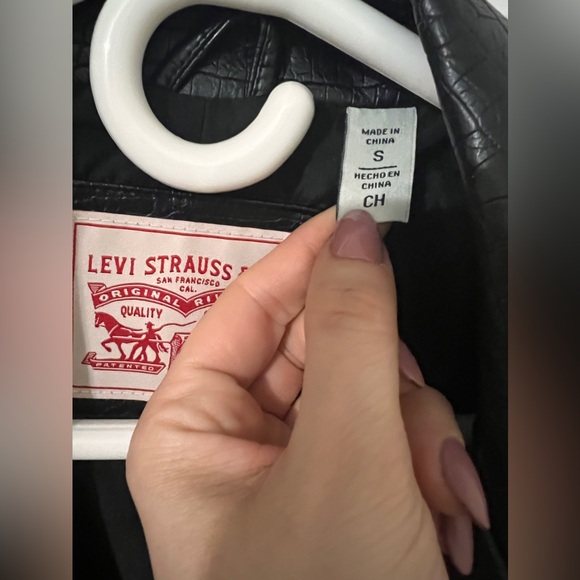 MADE IN
CHINA
S
HECHO EN
CHINA
CH
LEVI STRAUSS
SAN FRANCISCO
CAL.
ORIGINAL
QUALITY
PATENTED